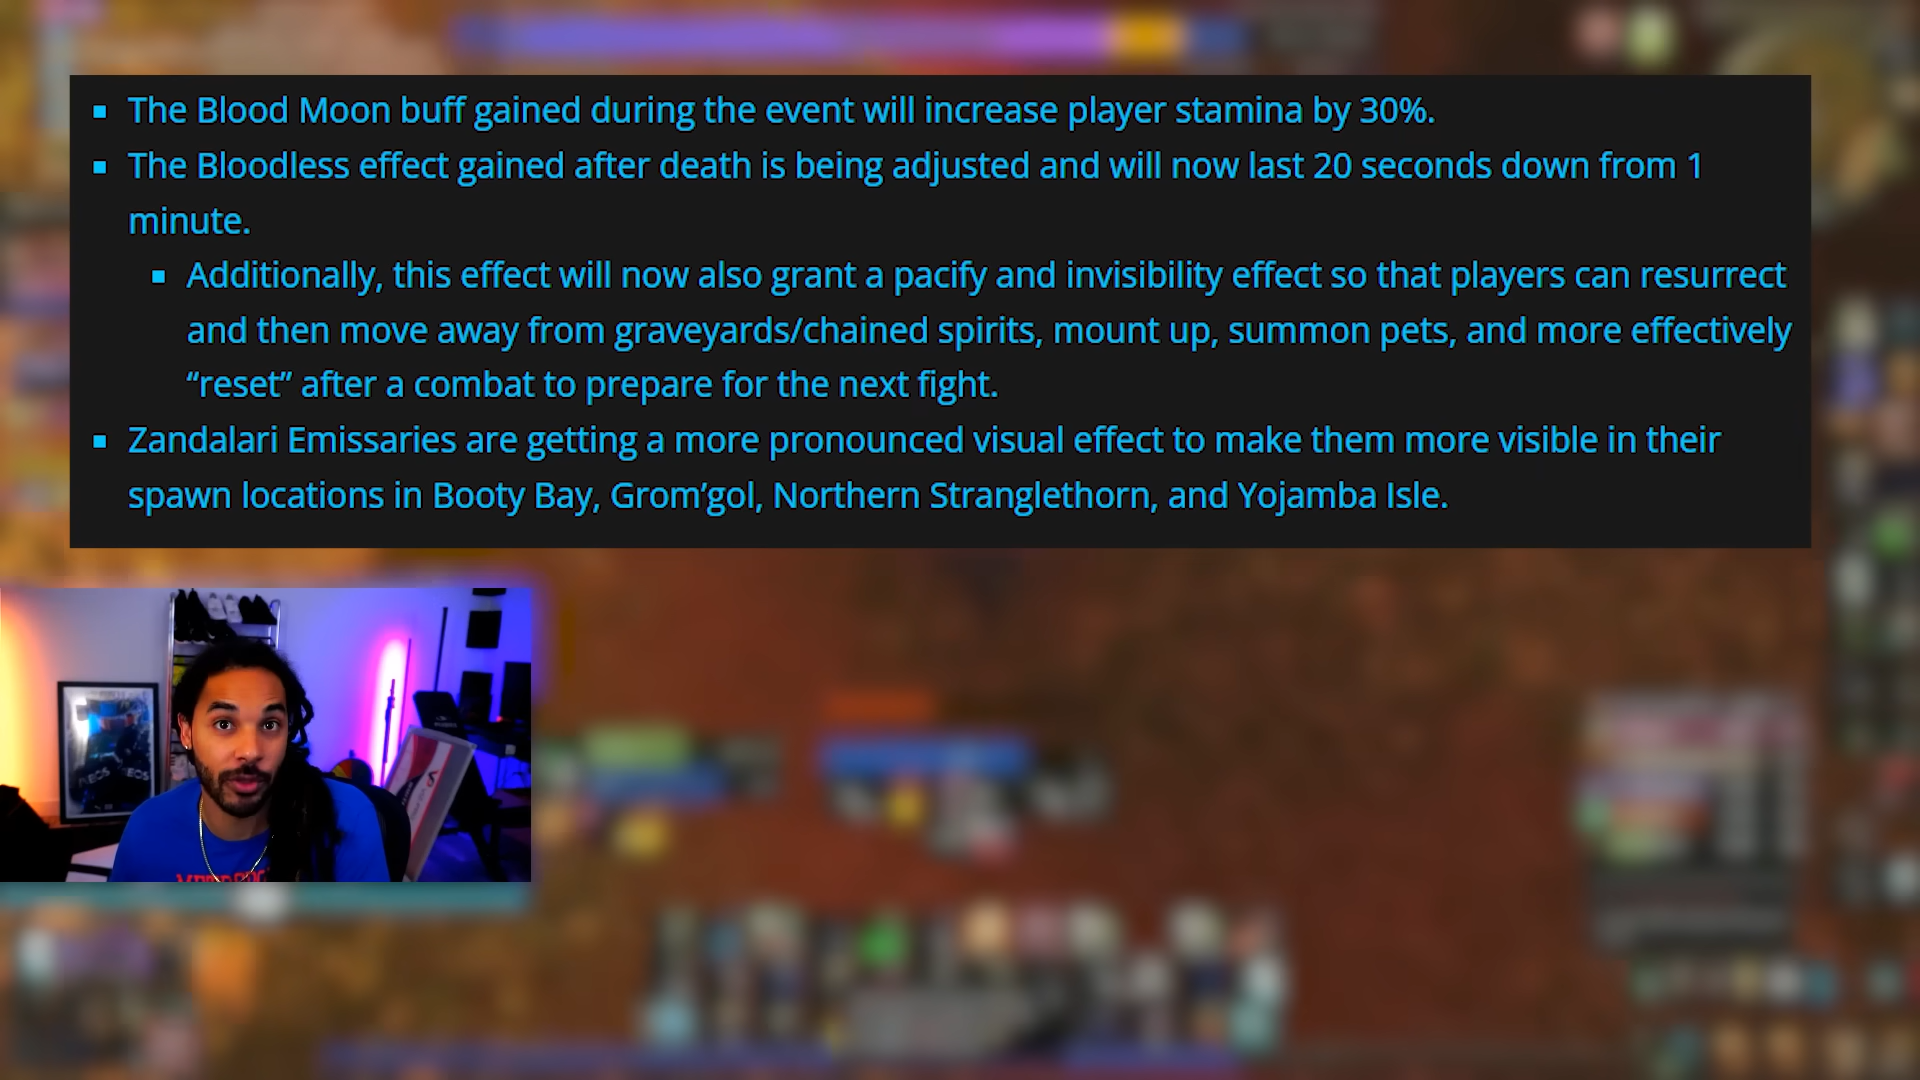 The Blood Moon buff gained during the event will increase player stamina by 30%.
The Bloodless effect gained after death is being adjusted and will now last 20 seconds down from 1
minute.
Additionally, this effect will now also grant a pacify and invisibility effect so that players can resurrect
and then move away from graveyards/chained spirits, mount up, summon pets, and more effectively
“reset” after a combat to prepare for the next fight.
Zandalari Emissaries are getting a more pronounced visual effect to make them more visible in their
spawn locations in Booty Bay, Grom’gol, Northern Stranglethorn, and Yojamba Isle.